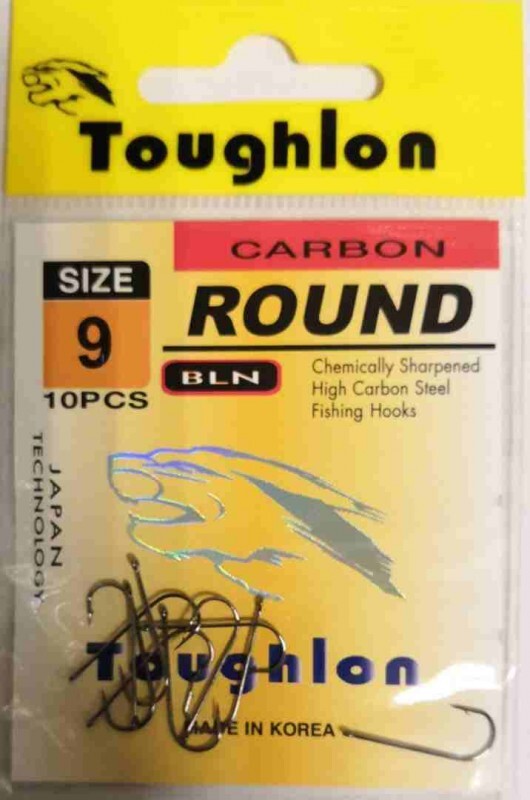 Toughlon
CARBON
SIZE
9
10PCS
ROUND
BLN
Chemically Sharpened
High Carbon Steel
Fishing Hooks
JAPAN
TECHNOLOGY
Toughlon
MADE IN KOREA